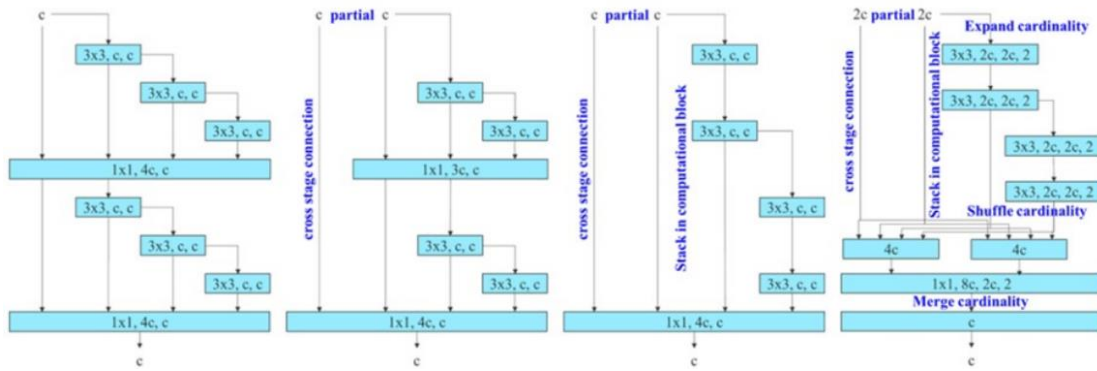 c
3x3, c, c
3x3, c, c
3x3, c, c
1x1, 4c, c
3x3, c, c
3x3, c, c
3x3, c, c
1x1, 4c, c
c
c partial c
cross stage connection
3x3, c, c
3x3, c, c
1x1, 3c, c
3x3, c, c
3x3, c, c
1x1, 4c, c
c
c partial c
cross stage connection
Stack in computational block
3x3, c, c
3x3, c, c
3x3, c, c
3x3, c, c
1x1, 4c, c
c
2c partial 2c
Expand cardinality
cross stage connection
Stack in computational block
3x3, 2c, 2c, 2
3x3, 2c, 2c, 2
3x3, 2c, 2c, 2
3x3, 2c, 2c, 2
Shuffle cardinality
4c
4c
1x1, 8c, 2c, 2
Merge cardinality
c
c